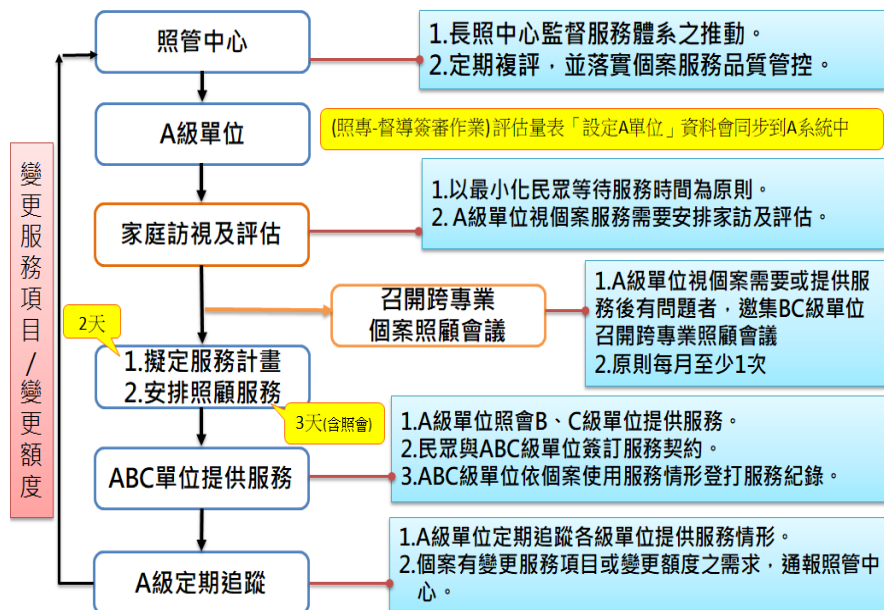 照管中心
1.長照中心監督服務體系之推動。
2.定期複評，並落實個案服務品質管控。
A級單位
(照專-督導簽審作業)評估量表「設定A單位」資料會同步到A系統中
變更服務項目/變更額度
家庭訪視及評估
1.以最小化民眾等待服務時間為原則。
2. A級單位視個案服務需要安排家訪及評估。
召開跨專業
個案照顧會議
1.A級單位視個案需要或提供服
務後有問題者，邀集BC級單位
召開跨專業照顧會議
2.原則每月至少1次
2天
1.擬定服務計畫
2.安排照顧服務
3天(含照會)
ABC單位提供服務
1.A級單位照會B、C級單位提供服務。
2.民眾與ABC級單位簽訂服務契約。
3.ABC級單位依個案使用服務情形登打服務紀錄。
A級定期追蹤
1.A級單位定期追蹤各級單位提供服務情形。
2.個案有變更服務項目或變更額度之需求，通報照管中
心。